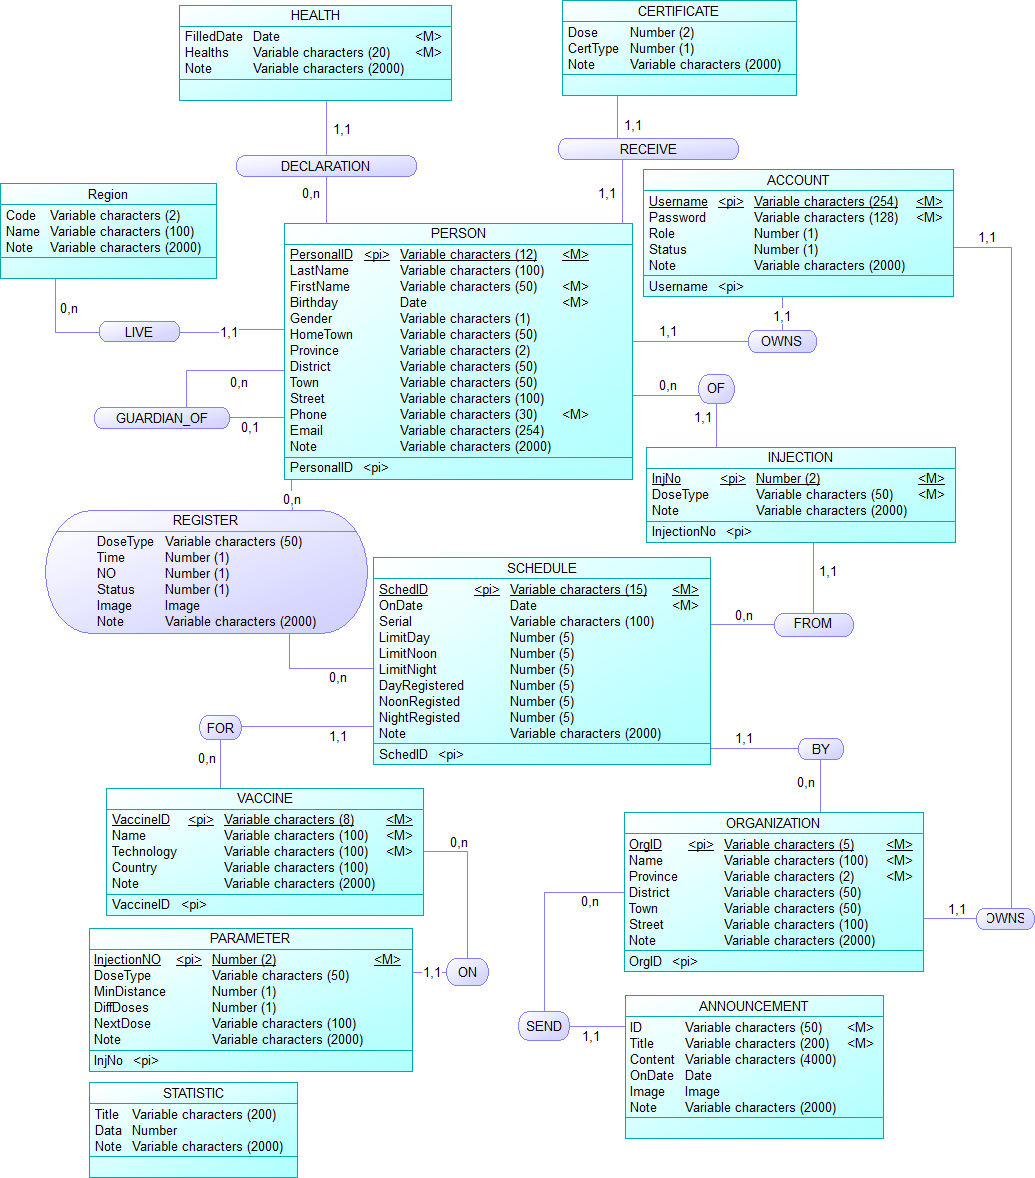 HEALTH
FilledDate Date <M>
Healths Variable characters (20) <M>
Note Variable characters (2000)
CERTIFICATE
Dose Number (2)
CertType Number (1)
Note Variable characters (2000)
1,1
DECLARATION
0,n
1,1
RECEIVE
1,1
Region
Code Variable characters (2)
Name Variable characters (100)
Note Variable characters (2000)
0,n
LIVE
1,1
ACCOUNT
Username <pi> Variable characters (254) <M>
Password Variable characters (128) <M>
Role Number (1)
Status Number (1)
Note Variable characters (2000)
Username <pi>
1,1
PERSON
PersonalID <pi> Variable characters (12) <M>
LastName Variable characters (100)
FirstName Variable characters (50) <M>
Birthday Date <M>
Gender Variable characters (1)
HomeTown Variable characters (50)
Province Variable characters (2)
District Variable characters (50)
Town Variable characters (50)
Street Variable characters (100)
Phone Variable characters (30) <M>
Email Variable characters (254)
Note Variable characters (2000)
PersonalID <pi>
1,1
1,1
OWNS
0,n
GUARDIAN_OF
0,1
0,n
OF
1,1
INJECTION
InjNo <pi> Number (2) <M>
DoseType Variable characters (50) <M>
Note Variable characters (2000)
InjectionNo <pi>
0,n
REGISTER
DoseType Variable characters (50)
Time Number (1)
NO Number (1)
Status Number (1)
Image Image
Note Variable characters (2000)
0,n
SCHEDULE
SchedID <pi> Variable characters (15) <M>
OnDate Date <M>
Serial Variable characters (100)
LimitDay Number (5)
LimitNoon Number (5)
LimitNight Number (5)
DayRegistered Number (5)
NoonRegisted Number (5)
NightRegisted Number (5)
Note Variable characters (2000)
SchedID <pi>
1,1
0,n
FROM
FOR
1,1
0,n
1,1
BY
0,n
VACCINE
VaccineID <pi> Variable characters (8) <M>
Name Variable characters (100) <M>
Technology Variable characters (100) <M>
Country Variable characters (100)
Note Variable characters (2000)
VaccineID <pi>
0,n
ORGANIZATION
OrgID <pi> Variable characters (5) <M>
Name Variable characters (100) <M>
Province Variable characters (2) <M>
District Variable characters (50)
Town Variable characters (50)
Street Variable characters (100)
Note Variable characters (2000)
OrgID <pi>
0,n
1,1
OWNS
PARAMETER
InjectionNO <pi> Number (2) <M>
DoseType Variable characters (50)
MinDistance Number (1)
DiffDoses Number (1)
NextDose Variable characters (100)
Note Variable characters (2000)
InjNo <pi>
1,1
ON
SEND
1,1
ANNOUNCEMENT
ID Variable characters (50) <M>
Title Variable characters (200) <M>
Content Variable characters (4000)
OnDate Date
Image Image
Note Variable characters (2000)
STATISTIC
Title Variable characters (200)
Data Number
Note Variable characters (2000)